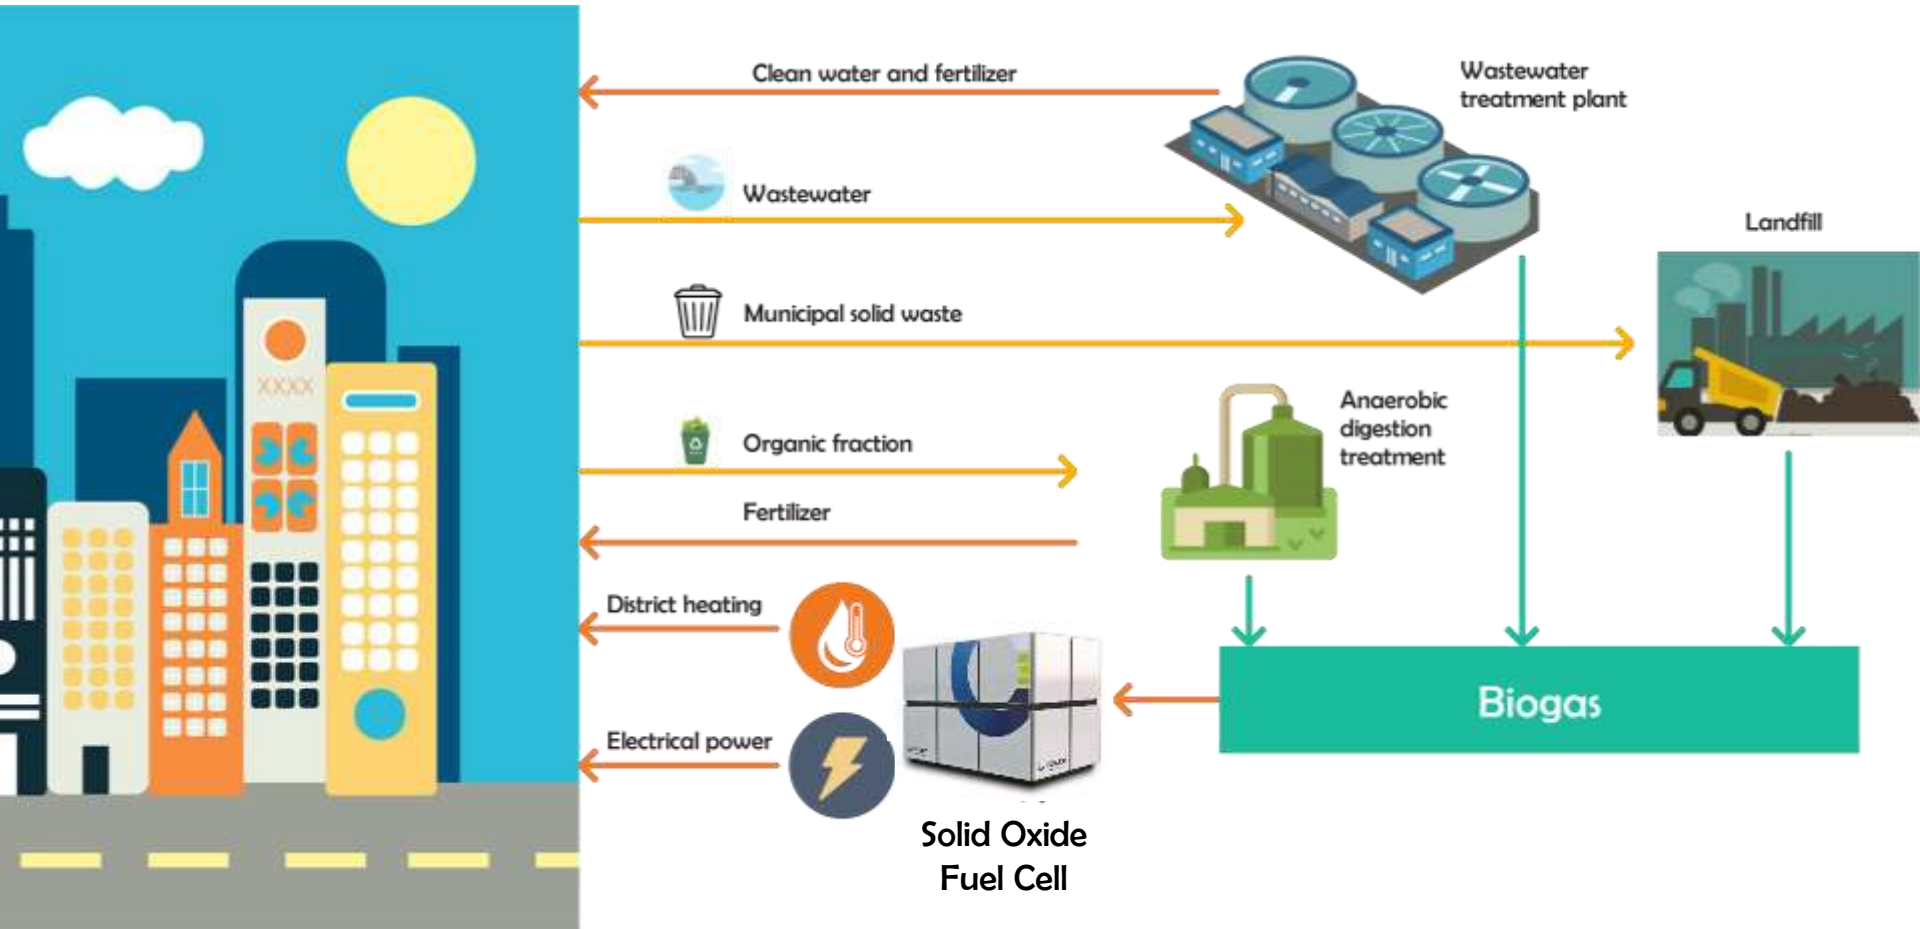 Clean water and fertilizer
Wastewater
treatment plant
Wastewater
Landfill
Municipal solid waste
XXXX
Anaerobic
digestion
treatment
Organic fraction
Fertilizer
District heating
Electrical power
Biogas
Solid Oxide
Fuel Cell